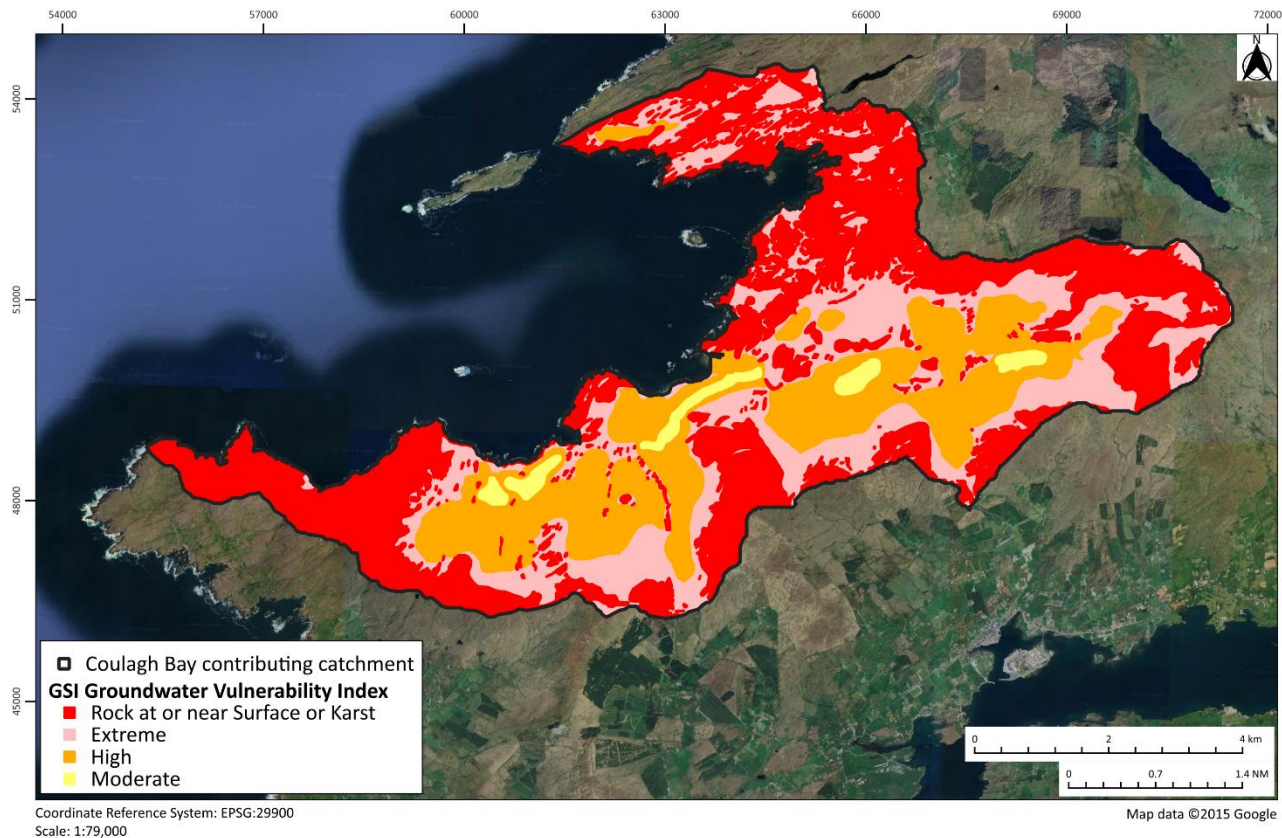 54000 57000 60000 63000 66000 69000 72000
N
54000
51000
48000
45000
Coulagh Bay contributing catchment
GSI Groundwater Vulnerability Index
Rock at or near Surface or Karst
Extreme
High
Moderate
0 2 4 km
0 0.7 1.4 NM
Coordinate Reference System: EPSG:29900
Scale: 1:79,000
Map data ©2015 Google